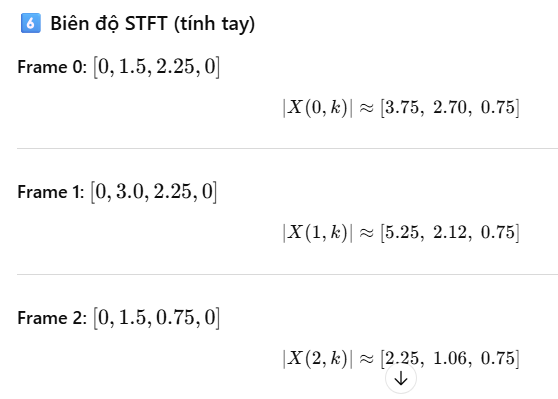 6 Biên độ STFT (tính tay)
Frame 0: [0, 1.5, 2.25, 0]
|X(0, k)| ≈ [3.75, 2.70, 0.75]
Frame 1: [0, 3.0, 2.25, 0]
|X(1, k)| ≈ [5.25, 2.12, 0.75]
Frame 2: [0, 1.5, 0.75, 0]
|X(2, k)| ≈ [2.25, 1.06, 0.75]